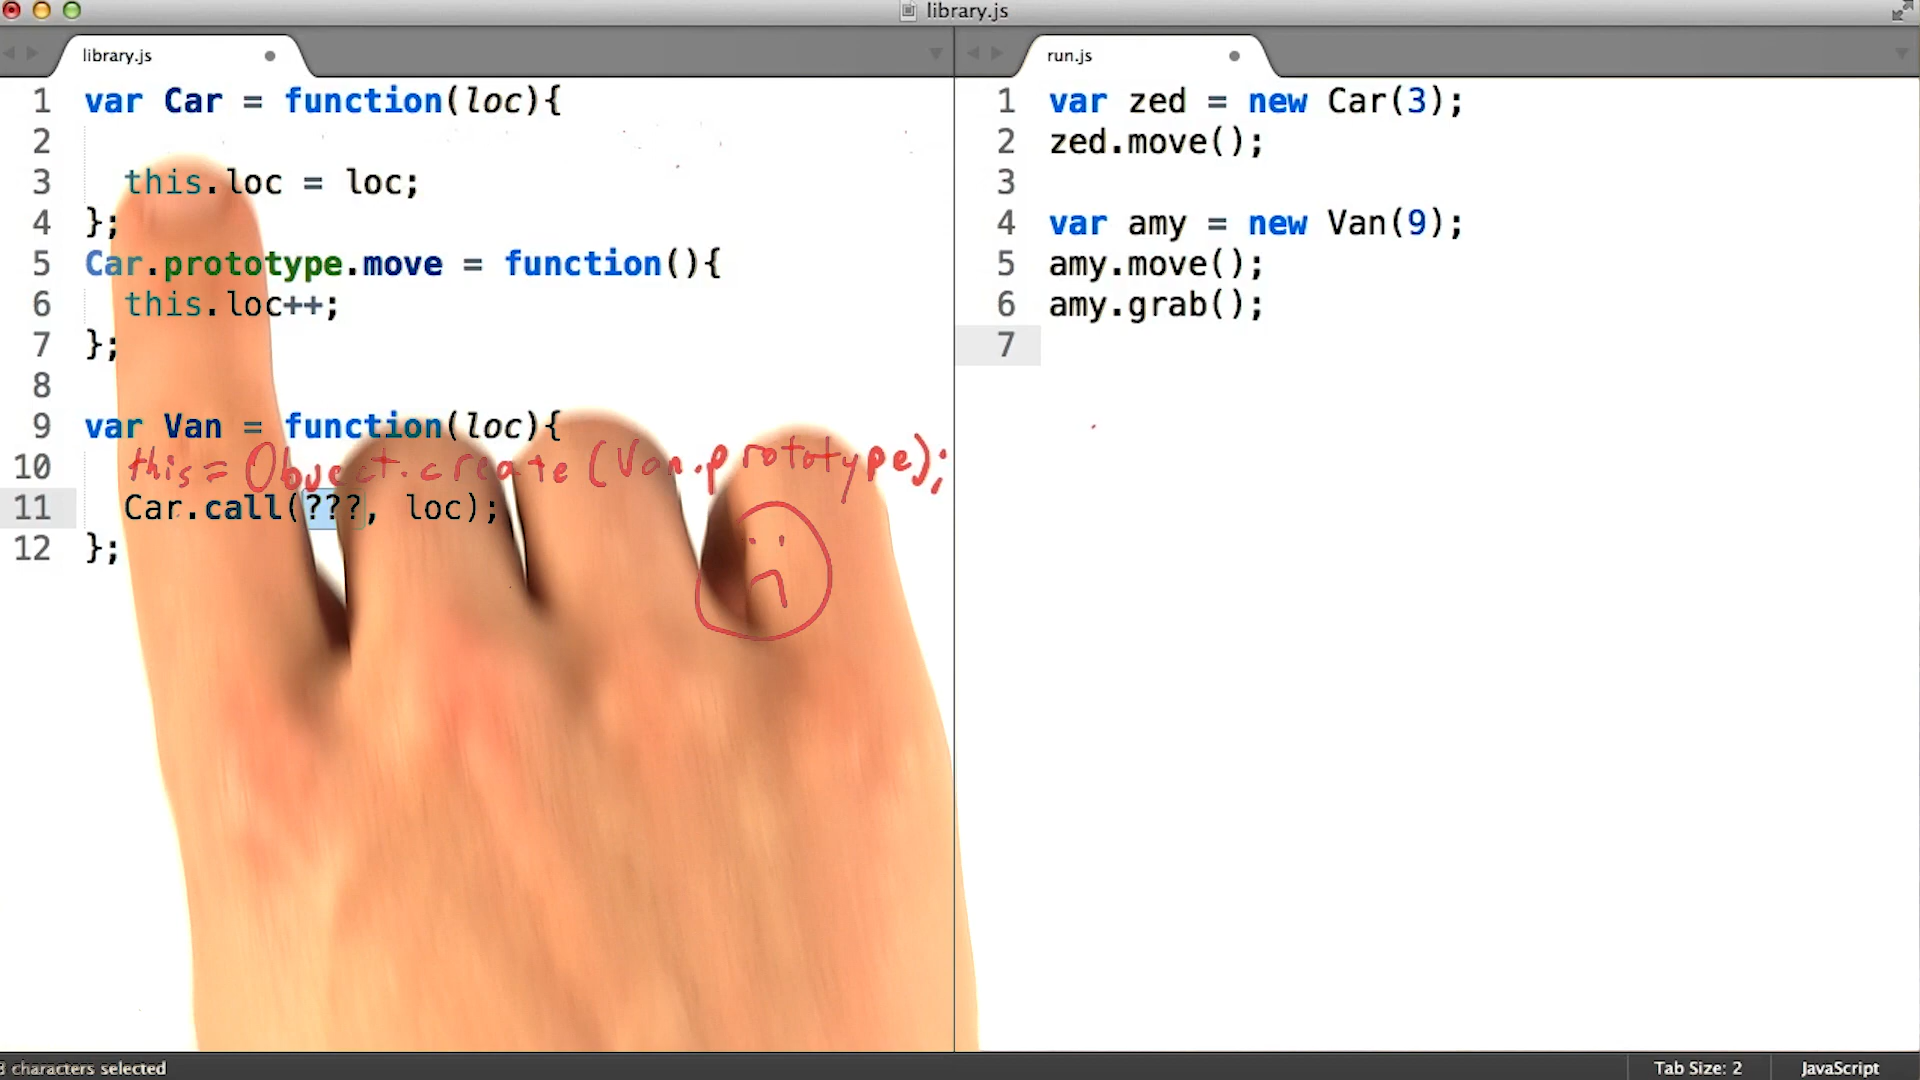 library.js
library.js
run.js
1 var Car = function(loc){
2
3 this.loc = loc;
4 };
5 Car.prototype.move = function(){
6 this.loc++;
7 };
8
9 var Van = function(loc){
10 this = Object.create(Van.prototype);
11 Car.call(???, loc);
12 };
1 var zed = new Car(3);
2 zed.move();
3
4 var amy = new Van(9);
5 amy.move();
6 amy.grab();
7
3 characters selected
Tab Size: 2
JavaScript